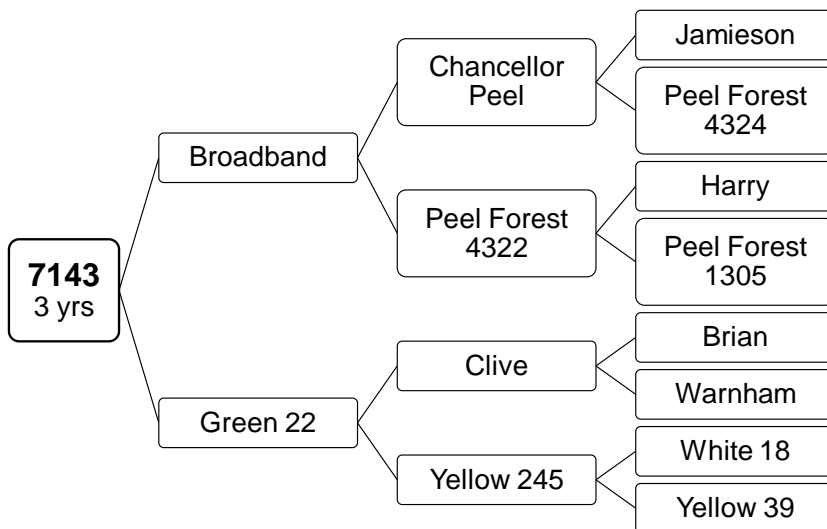 Jamieson
Chancellor
Peel
Peel Forest
4324
Broadband
Harry
Peel Forest
4322
Peel Forest
1305
7143
3 yrs
Brian
Clive
Warnham
Green 22
White 18
Yellow 245
Yellow 39